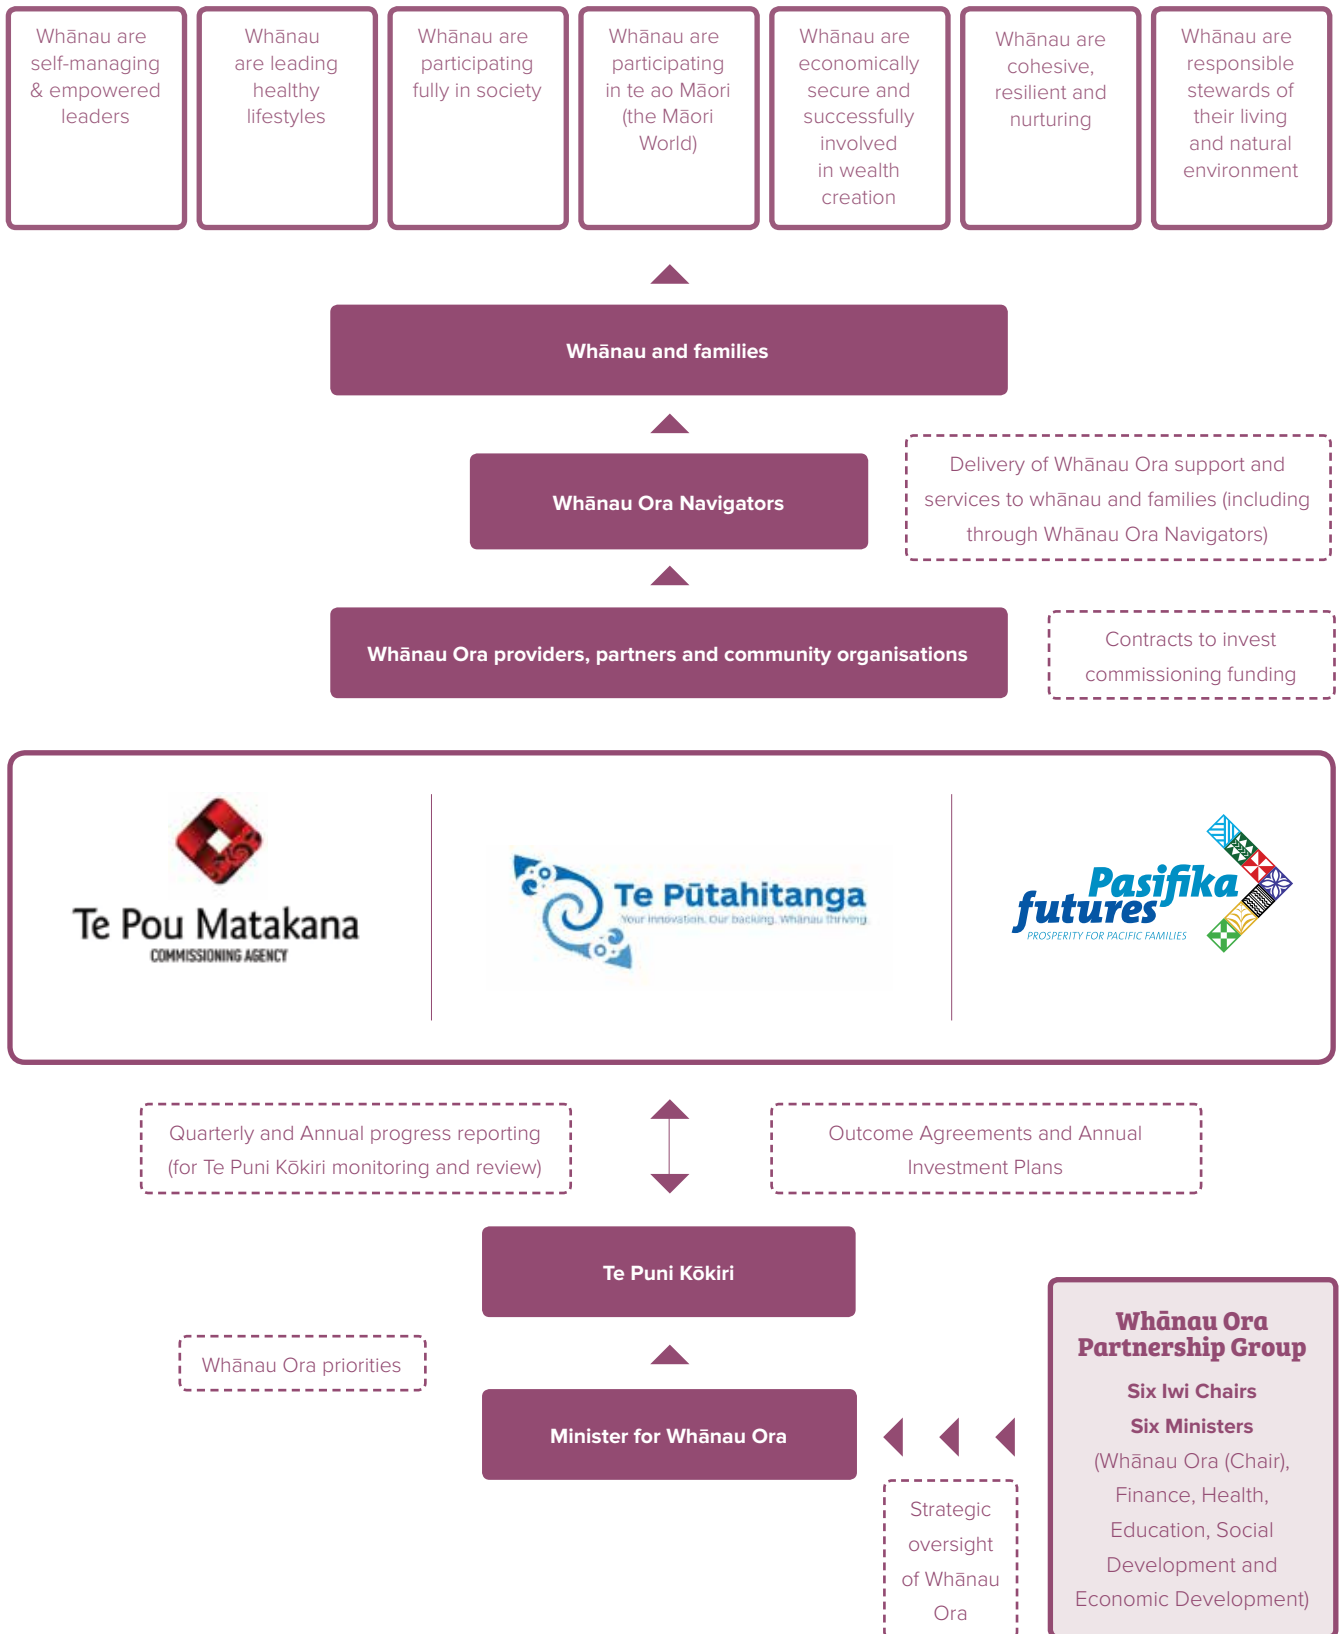 Whānau are
self-managing
& empowered
leaders
Whānau
are leading
healthy
lifestyles
Whānau are
participating
fully in society
Whānau are
participating
in te ao Māori
(the Māori
World)
Whānau are
economically
secure and
successfully
involved
in wealth
creation
Whānau are
cohesive,
resilient and
nurturing
Whānau are
responsible
stewards of
their living
and natural
environment
Whānau and families
Whānau Ora Navigators
Delivery of Whānau Ora support and
services to whānau and families (including
through Whānau Ora Navigators)
Whānau Ora providers, partners and community organisations
Contracts to invest
commissioning funding
Te Pou Matakana
COMMISSIONING AGENCY
Te Pūtahitanga
Your innovation. Our backing. Whānau thriving.
Pasifika
futures
PROSPERITY FOR PACIFIC FAMILIES
Quarterly and Annual progress reporting
(for Te Puni Kōkiri monitoring and review)
Outcome Agreements and Annual
Investment Plans
Te Puni Kōkiri
Whānau Ora priorities
Minister for Whānau Ora
Strategic
oversight
of Whānau
Ora
Whānau Ora
Partnership Group
Six Iwi Chairs
Six Ministers
(Whānau Ora (Chair),
Finance, Health,
Education, Social
Development and
Economic Development)